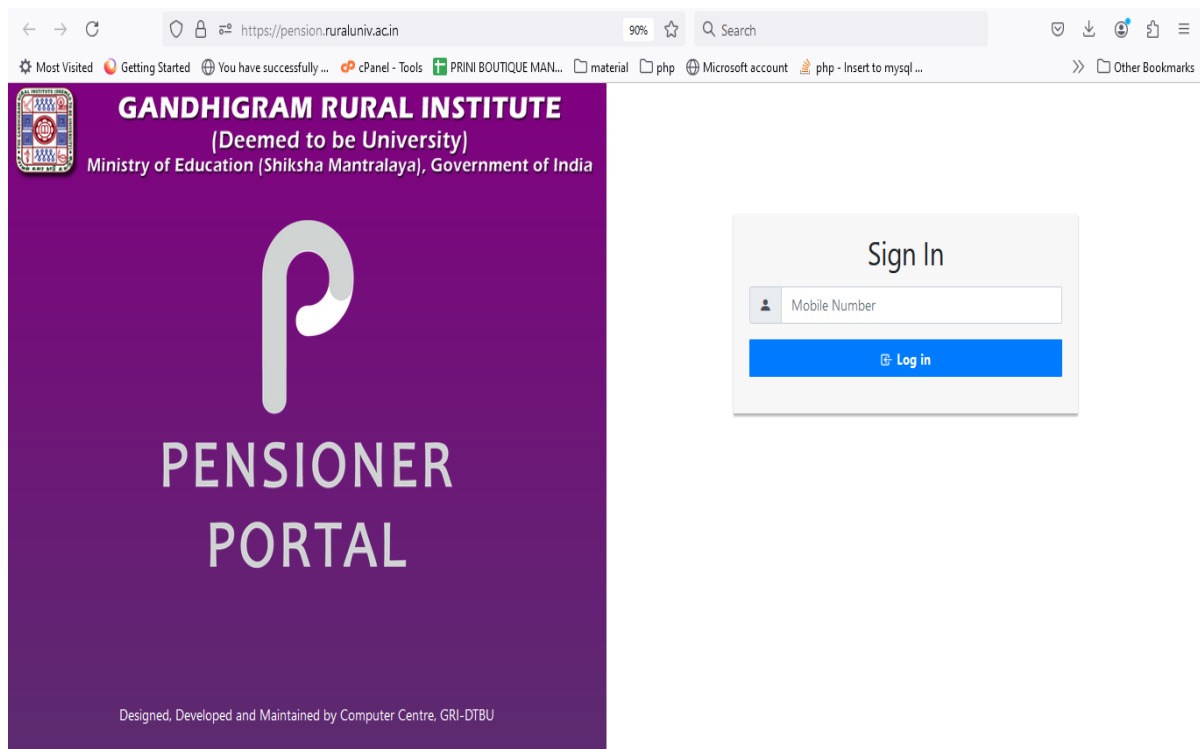 https://pension.ruraluniv.ac.in
90%
Search
Most Visited
Getting Started
You have successfully ...
cPanel - Tools
PRINI BOUTIQUE MAN...
material
php
Microsoft account
php - Insert to mysql ...
Other Bookmarks
GANDHIGRAM RURAL INSTITUTE
(Deemed to be University)
Ministry of Education (Shiksha Mantralaya), Government of India
PENSIONER
PORTAL
Designed, Developed and Maintained by Computer Centre, GRI-DTBU
Sign In
Mobile Number
Log in